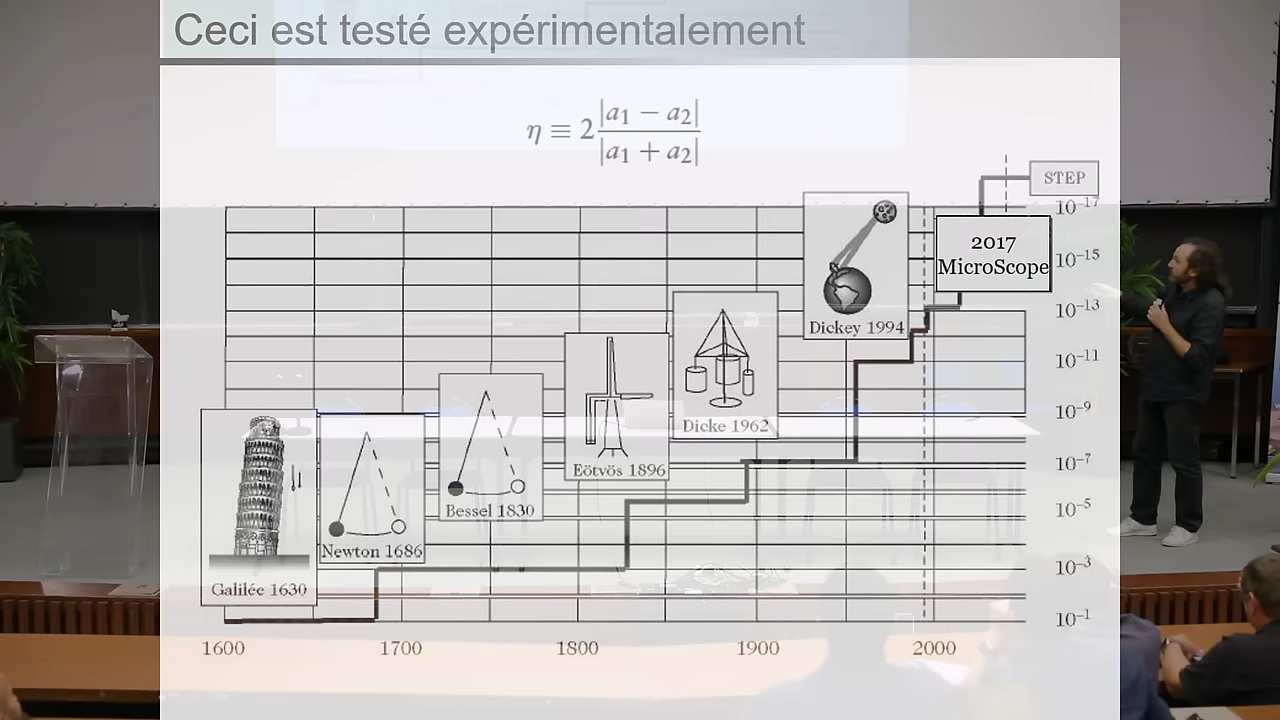 Ceci est testé expérimentalement
η ≡ 2 |a₁ − a₂| / |a₁ + a₂|
STEP
10⁻¹⁷
2017
MicroScope
10⁻¹⁵
10⁻¹³
Dickey 1994
10⁻¹¹
10⁻⁹
Dicke 1962
10⁻⁷
Eötvös 1896
Bessel 1830
10⁻⁵
Newton 1686
10⁻³
Galilée 1630
10⁻¹
1600 1700 1800 1900 2000